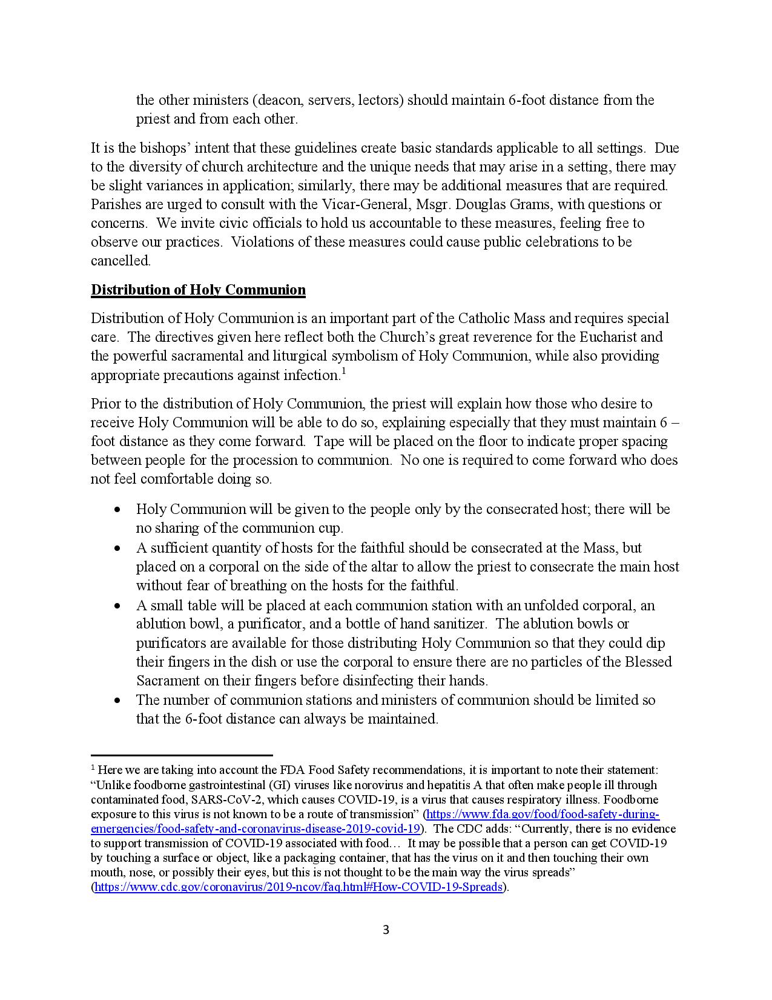 the other ministers (deacon, servers, lectors) should maintain 6-foot distance from the
priest and from each other.
It is the bishops’ intent that these guidelines create basic standards applicable to all settings.  Due
to the diversity of church architecture and the unique needs that may arise in a setting, there may
be slight variances in application; similarly, there may be additional measures that are required.
Parishes are urged to consult with the Vicar-General, Msgr. Douglas Grams, with questions or
concerns.  We invite civic officials to hold us accountable to these measures, feeling free to
observe our practices.  Violations of these measures could cause public celebrations to be
cancelled.
Distribution of Holy Communion
Distribution of Holy Communion is an important part of the Catholic Mass and requires special
care.  The directives given here reflect both the Church’s great reverence for the Eucharist and
the powerful sacramental and liturgical symbolism of Holy Communion, while also providing
appropriate precautions against infection.1
Prior to the distribution of Holy Communion, the priest will explain how those who desire to
receive Holy Communion will be able to do so, explaining especially that they must maintain 6 –
foot distance as they come forward.  Tape will be placed on the floor to indicate proper spacing
between people for the procession to communion.  No one is required to come forward who does
not feel comfortable doing so.
• Holy Communion will be given to the people only by the consecrated host; there will be
no sharing of the communion cup.
• A sufficient quantity of hosts for the faithful should be consecrated at the Mass, but
placed on a corporal on the side of the altar to allow the priest to consecrate the main host
without fear of breathing on the hosts for the faithful.
• A small table will be placed at each communion station with an unfolded corporal, an
ablution bowl, a purificator, and a bottle of hand sanitizer.  The ablution bowls or
purificators are available for those distributing Holy Communion so that they could dip
their fingers in the dish or use the corporal to ensure there are no particles of the Blessed
Sacrament on their fingers before disinfecting their hands.
• The number of communion stations and ministers of communion should be limited so
that the 6-foot distance can always be maintained.
1 Here we are taking into account the FDA Food Safety recommendations, it is important to note their statement:
“Unlike foodborne gastrointestinal (GI) viruses like norovirus and hepatitis A that often make people ill through
contaminated food, SARS-CoV-2, which causes COVID-19, is a virus that causes respiratory illness. Foodborne
exposure to this virus is not known to be a route of transmission” (https://www.fda.gov/food/food-safety-during-
emergencies/food-safety-and-coronavirus-disease-2019-covid-19).  The CDC adds: “Currently, there is no evidence
to support transmission of COVID-19 associated with food…  It may be possible that a person can get COVID-19
by touching a surface or object, like a packaging container, that has the virus on it and then touching their own
mouth, nose, or possibly their eyes, but this is not thought to be the main way the virus spreads”
(https://www.cdc.gov/coronavirus/2019-ncov/faq.html#How-COVID-19-Spreads).
3